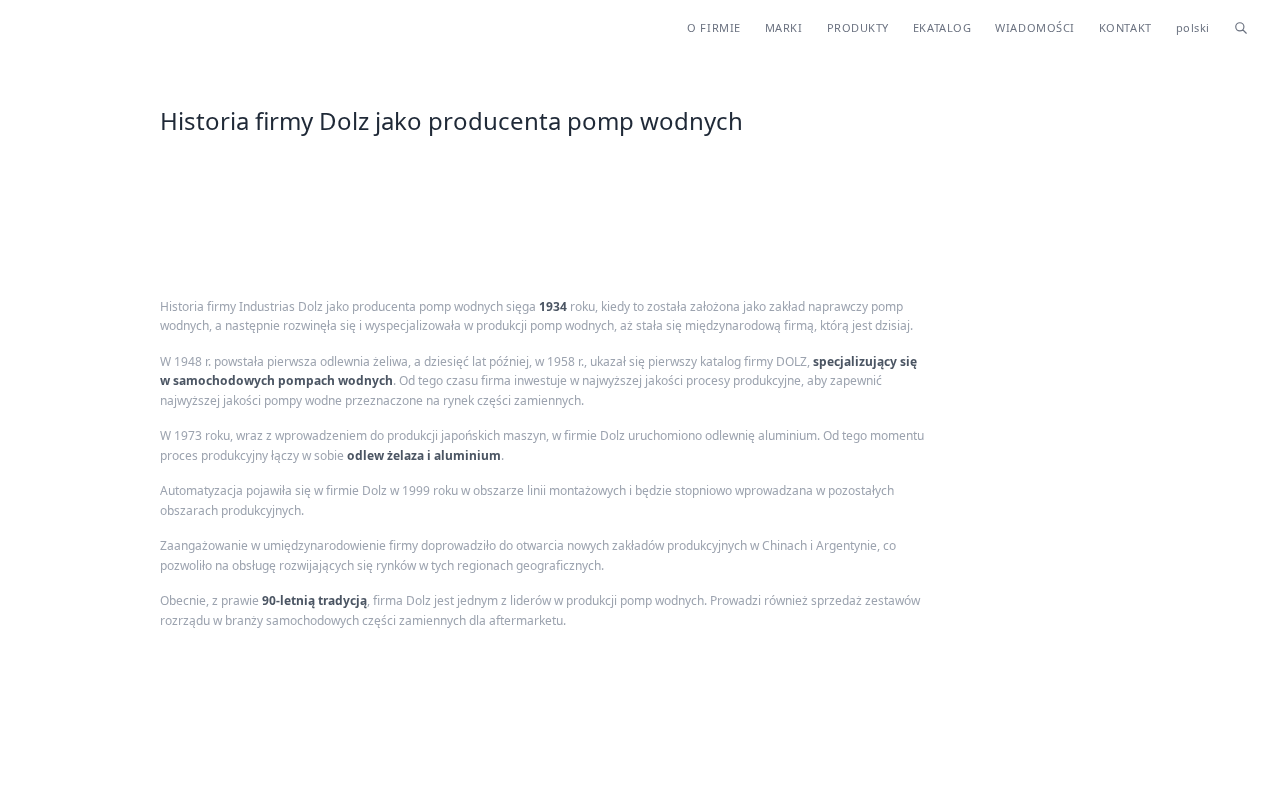 O FIRMIE MARKI PRODUKTY EKATALOG WIADOMOŚCI KONTAKT polski
Historia firmy Dolz jako producenta pomp wodnych
Historia firmy Industrias Dolz jako producenta pomp wodnych sięga 1934 roku, kiedy to została założona jako zakład naprawczy pomp
wodnych, a następnie rozwinęła się i wyspecjalizowała w produkcji pomp wodnych, aż stała się międzynarodową firmą, którą jest dzisiaj.
W 1948 r. powstała pierwsza odlewnia żeliwa, a dziesięć lat później, w 1958 r., ukazał się pierwszy katalog firmy DOLZ, specjalizujący się
w samochodowych pompach wodnych. Od tego czasu firma inwestuje w najwyższej jakości procesy produkcyjne, aby zapewnić
najwyższej jakości pompy wodne przeznaczone na rynek części zamiennych.
W 1973 roku, wraz z wprowadzeniem do produkcji japońskich maszyn, w firmie Dolz uruchomiono odlewnię aluminium. Od tego momentu
proces produkcyjny łączy w sobie odlew żelaza i aluminium.
Automatyzacja pojawiła się w firmie Dolz w 1999 roku w obszarze linii montażowych i będzie stopniowo wprowadzana w pozostałych
obszarach produkcyjnych.
Zaangażowanie w umiędzynarodowienie firmy doprowadziło do otwarcia nowych zakładów produkcyjnych w Chinach i Argentynie, co
pozwoliło na obsługę rozwijających się rynków w tych regionach geograficznych.
Obecnie, z prawie 90-letnią tradycją, firma Dolz jest jednym z liderów w produkcji pomp wodnych. Prowadzi również sprzedaż zestawów
rozrządu w branży samochodowych części zamiennych dla aftermarketu.